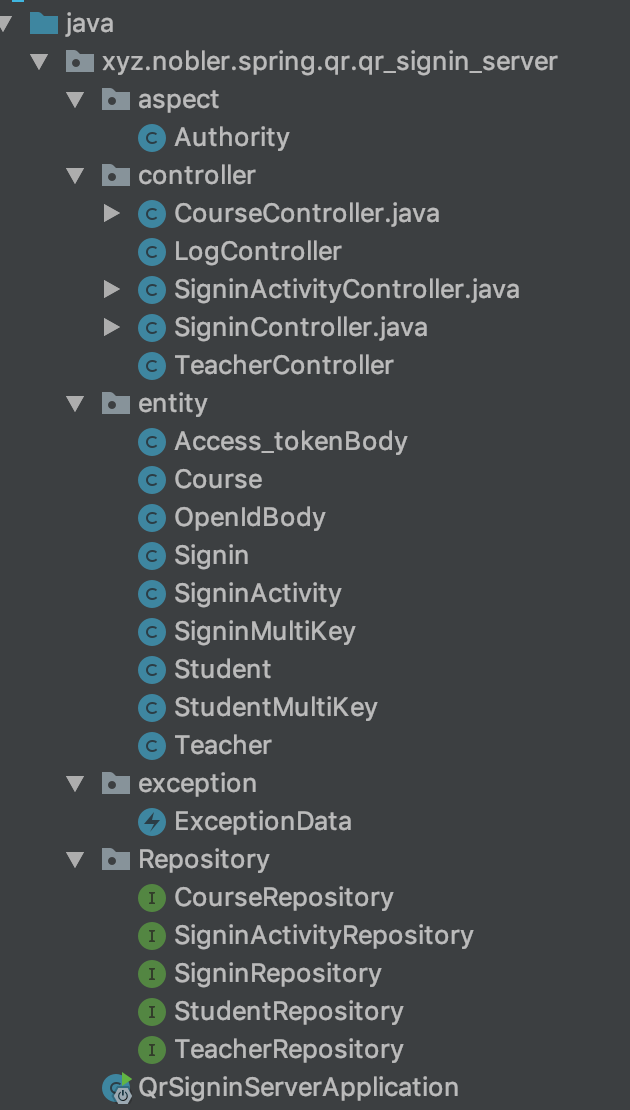 java
xyz.nobler.spring.qr.qr_signin_server
aspect
Authority
controller
CourseController.java
LogController
SigninActivityController.java
SigninController.java
TeacherController
entity
Access_tokenBody
Course
OpenIdBody
Signin
SigninActivity
SigninMultiKey
Student
StudentMultiKey
Teacher
exception
ExceptionData
Repository
CourseRepository
SigninActivityRepository
SigninRepository
StudentRepository
TeacherRepository
QrSigninServerApplication